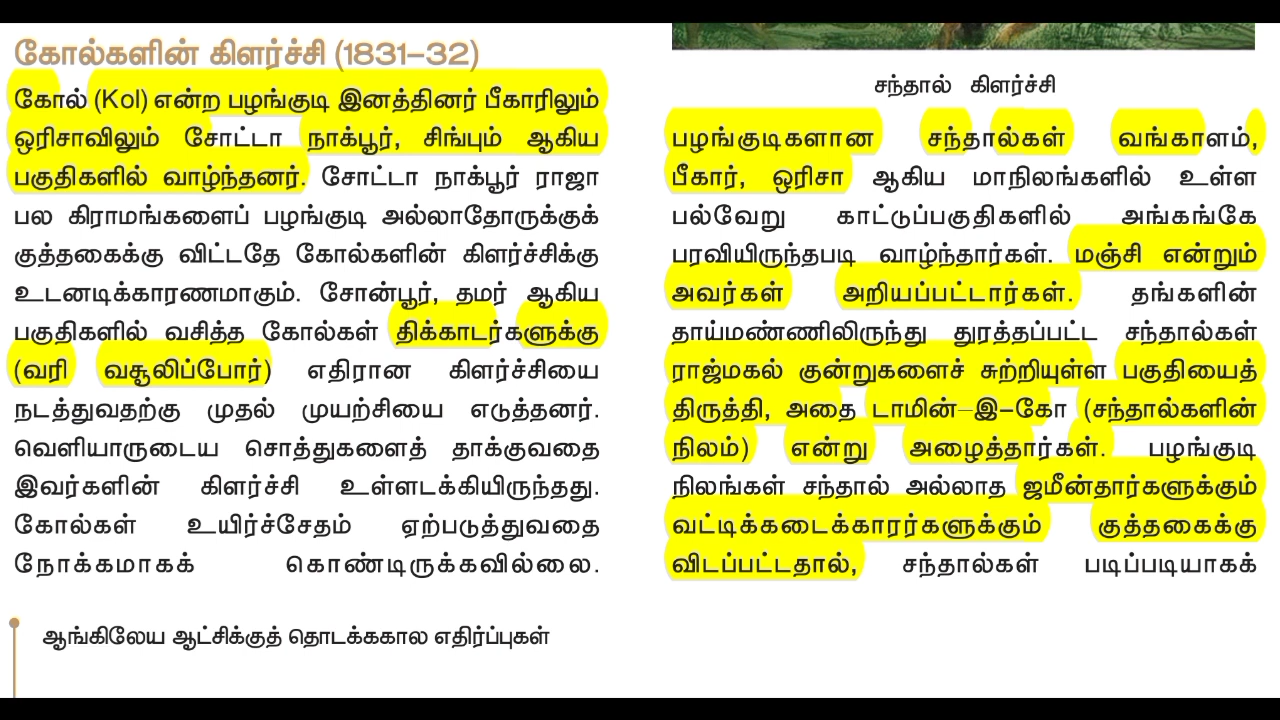 கோல்களின் கிளர்ச்சி (1831–32)
கோல் (Kol) என்ற பழங்குடி இனத்தினர் பீகாரிலும்
ஒரிசாவிலும் சோட்டா நாக்பூர், சிங்பும் ஆகிய
பகுதிகளில் வாழ்ந்தனர். சோட்டா நாக்பூர் ராஜா
பல கிராமங்களைப் பழங்குடி அல்லாதோருக்குக்
குத்தகைக்கு விட்டதே கோல்களின் கிளர்ச்சிக்கு
உடனடிக்காரணமாகும். சோன்பூர், தமர் ஆகிய
பகுதிகளில் வசித்த கோல்கள் திக்காடர்களுக்கு
(வரி வசூலிப்போர்) எதிரான கிளர்ச்சியை
நடத்துவதற்கு முதல் முயற்சியை எடுத்தனர்.
வெளியாருடைய சொத்துகளைத் தாக்குவதை
இவர்களின் கிளர்ச்சி உள்ளடக்கியிருந்தது.
கோல்கள் உயிர்ச்சேதம் ஏற்படுத்துவதை
நோக்கமாகக் கொண்டிருக்கவில்லை.
ஆங்கிலேய ஆட்சிக்குத் தொடக்ககால எதிர்ப்புகள்
சந்தால் கிளர்ச்சி
பழங்குடிகளான சந்தால்கள் வங்காளம்,
பீகார், ஒரிசா ஆகிய மாநிலங்களில் உள்ள
பல்வேறு காட்டுப்பகுதிகளில் அங்கங்கே
பரவியிருந்தபடி வாழ்ந்தார்கள். மஞ்சி என்றும்
அவர்கள் அறியப்பட்டார்கள். தங்களின்
தாய்மண்ணிலிருந்து துரத்தப்பட்ட சந்தால்கள்
ராஜ்மகல் குன்றுகளைச் சுற்றியுள்ள பகுதியைத்
திருத்தி, அதை டாமின்–இ–கோ (சந்தால்களின்
நிலம்) என்று அழைத்தார்கள். பழங்குடி
நிலங்கள் சந்தால் அல்லாத ஜமீன்தார்களுக்கும்
வட்டிக்கடைக்காரர்களுக்கும் குத்தகைக்கு
விடப்பட்டதால், சந்தால்கள் படிப்படியாகக்